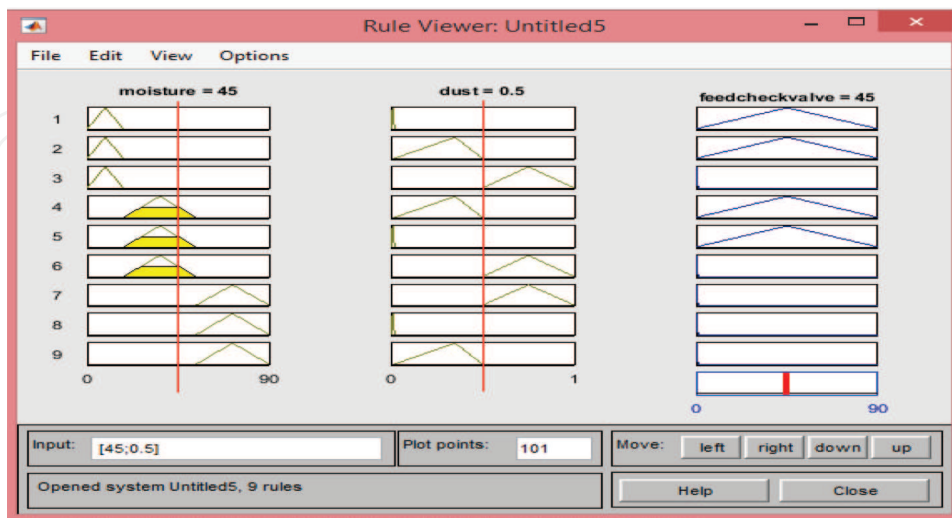 Rule Viewer: Untitled5
File Edit View Options
moisture = 45
dust = 0.5
feedcheckvalve = 45
1
2
3
4
5
6
7
8
9
0 90
0 1
0 90
Input: [45;0.5]
Plot points: 101
Move: left right down up
Opened system Untitled5, 9 rules
Help Close